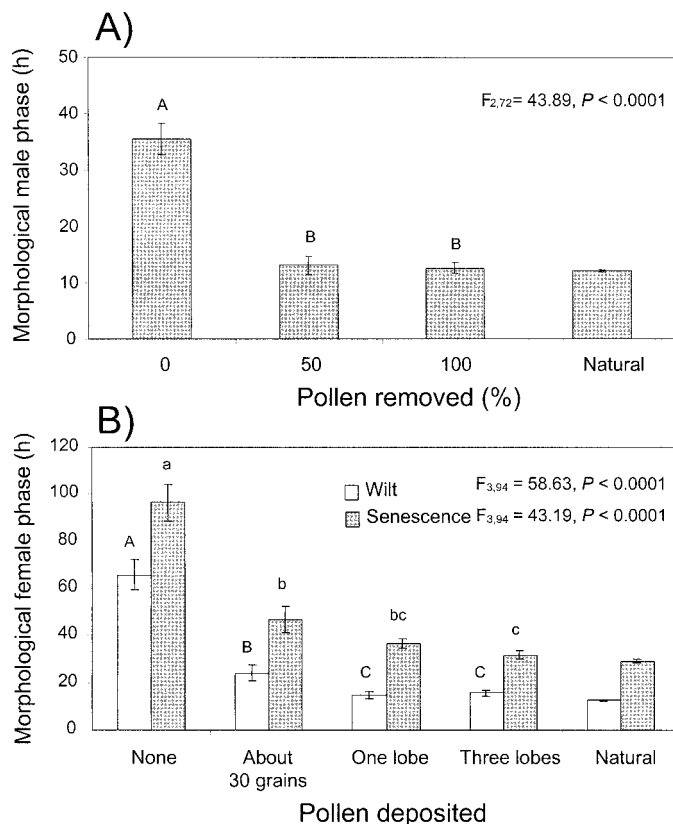 A)
Morphological male phase (h)
50
40
30
20
10
0
F2,72= 43.89, P < 0.0001
A
B
B
0 50 100 Natural
Pollen removed (%)
B)
Morphological female phase (h)
120
100
80
60
40
20
0
Wilt F3,94 = 58.63, P < 0.0001
Senescence F3,94 = 43.19, P < 0.0001
A
a
B
b
C
bc
C
c
None About 30 grains One lobe Three lobes Natural
Pollen deposited